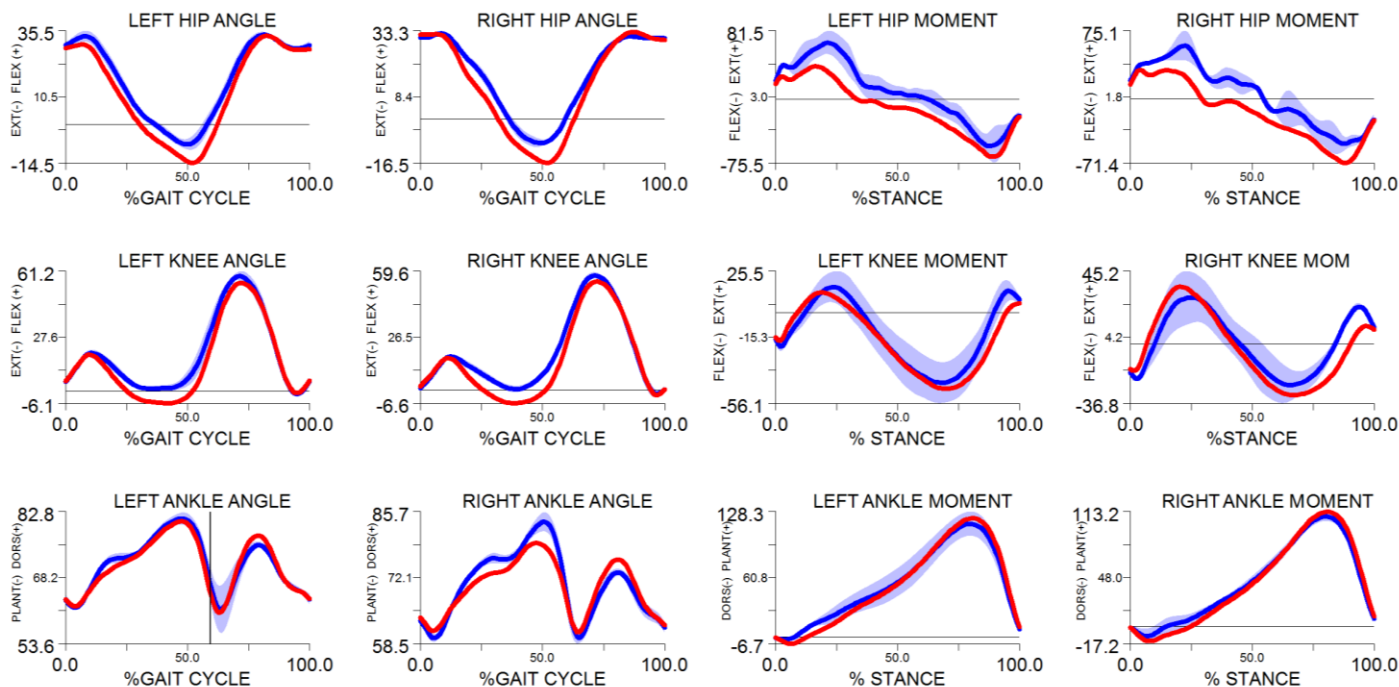 LEFT HIP ANGLE
EXT(-) FLEX (+)
35.5
10.5
-14.5
0.0
50.0
100.0
%GAIT CYCLE
RIGHT HIP ANGLE
EXT(-) FLEX (+)
33.3
8.4
-16.5
0.0
50.0
100.0
%GAIT CYCLE
LEFT HIP MOMENT
FLEX(-) EXT(+)
81.5
3.0
-75.5
0.0
50.0
100.0
%STANCE
RIGHT HIP MOMENT
FLEX(-) EXT(+)
75.1
1.8
-71.4
0.0
50.0
100.0
% STANCE
LEFT KNEE ANGLE
EXT(-) FLEX (+)
61.2
27.6
-6.1
0.0
50.0
100.0
%GAIT CYCLE
RIGHT KNEE ANGLE
EXT(-) FLEX (+)
59.6
26.5
-6.6
0.0
50.0
100.0
%GAIT CYCLE
LEFT KNEE MOMENT
FLEX(-) EXT(+)
25.5
-15.3
-56.1
0.0
50.0
100.0
% STANCE
RIGHT KNEE MOM
FLEX(-) EXT(+)
45.2
4.2
-36.8
0.0
50.0
100.0
%STANCE
LEFT ANKLE ANGLE
PLANT(-) DORS(+)
82.8
68.2
53.6
0.0
50.0
100.0
%GAIT CYCLE
RIGHT ANKLE ANGLE
PLANT(-) DORS(+)
85.7
72.1
58.5
0.0
50.0
100.0
%GAIT CYCLE
LEFT ANKLE MOMENT
DORS(-) PLANT(+)
128.3
60.8
-6.7
0.0
50.0
100.0
% STANCE
RIGHT ANKLE MOMENT
DORS(-) PLANT(+)
113.2
48.0
-17.2
0.0
50.0
100.0
% STANCE